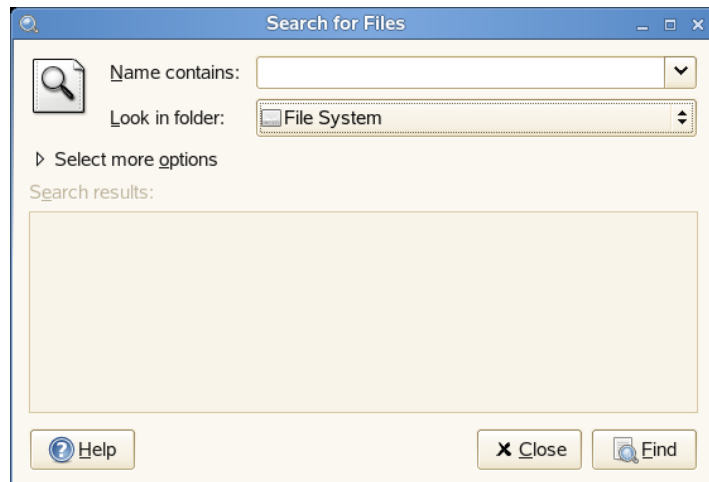 Search for Files
Name contains:
Look in folder: File System
Select more options
Search results:
Help Close Find